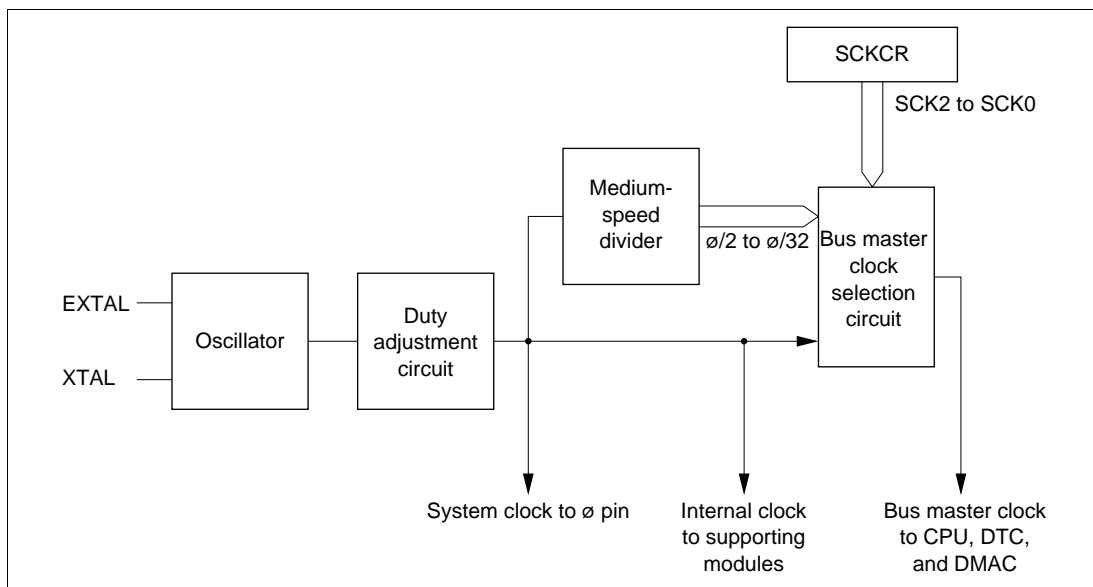 SCKCR
SCK2 to SCK0
Medium-
speed
divider
ø/2 to ø/32
Bus master
clock
selection
circuit
EXTAL
XTAL
Oscillator
Duty
adjustment
circuit
System clock to ø pin
Internal clock
to supporting
modules
Bus master clock
to CPU, DTC,
and DMAC